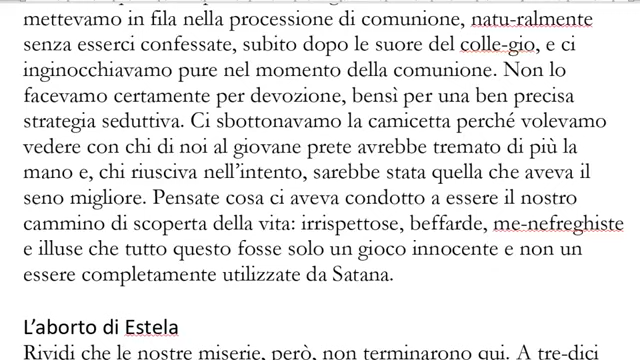 mettevamo in fila nella processione di comunione, natu-ralmente
senza esserci confessate, subito dopo le suore del colle-gio, e ci
inginocchiavamo pure nel momento della comunione. Non lo
facevamo certamente per devozione, bensì per una ben precisa
strategia seduttiva. Ci sbottonavamo la camicetta perché volevamo
vedere con chi di noi al giovane prete avrebbe tremato di più la
mano e, chi riusciva nell’intento, sarebbe stata quella che aveva il
seno migliore. Pensate cosa ci aveva condotto a essere il nostro
cammino di scoperta della vita: irrispettose, beffarde, me-nefreghiste
e illuse che tutto questo fosse solo un gioco innocente e non un
essere completamente utilizzate da Satana.
L’aborto di Estela
Rividi che le nostre miserie, però, non terminarono qui. A tre-dici